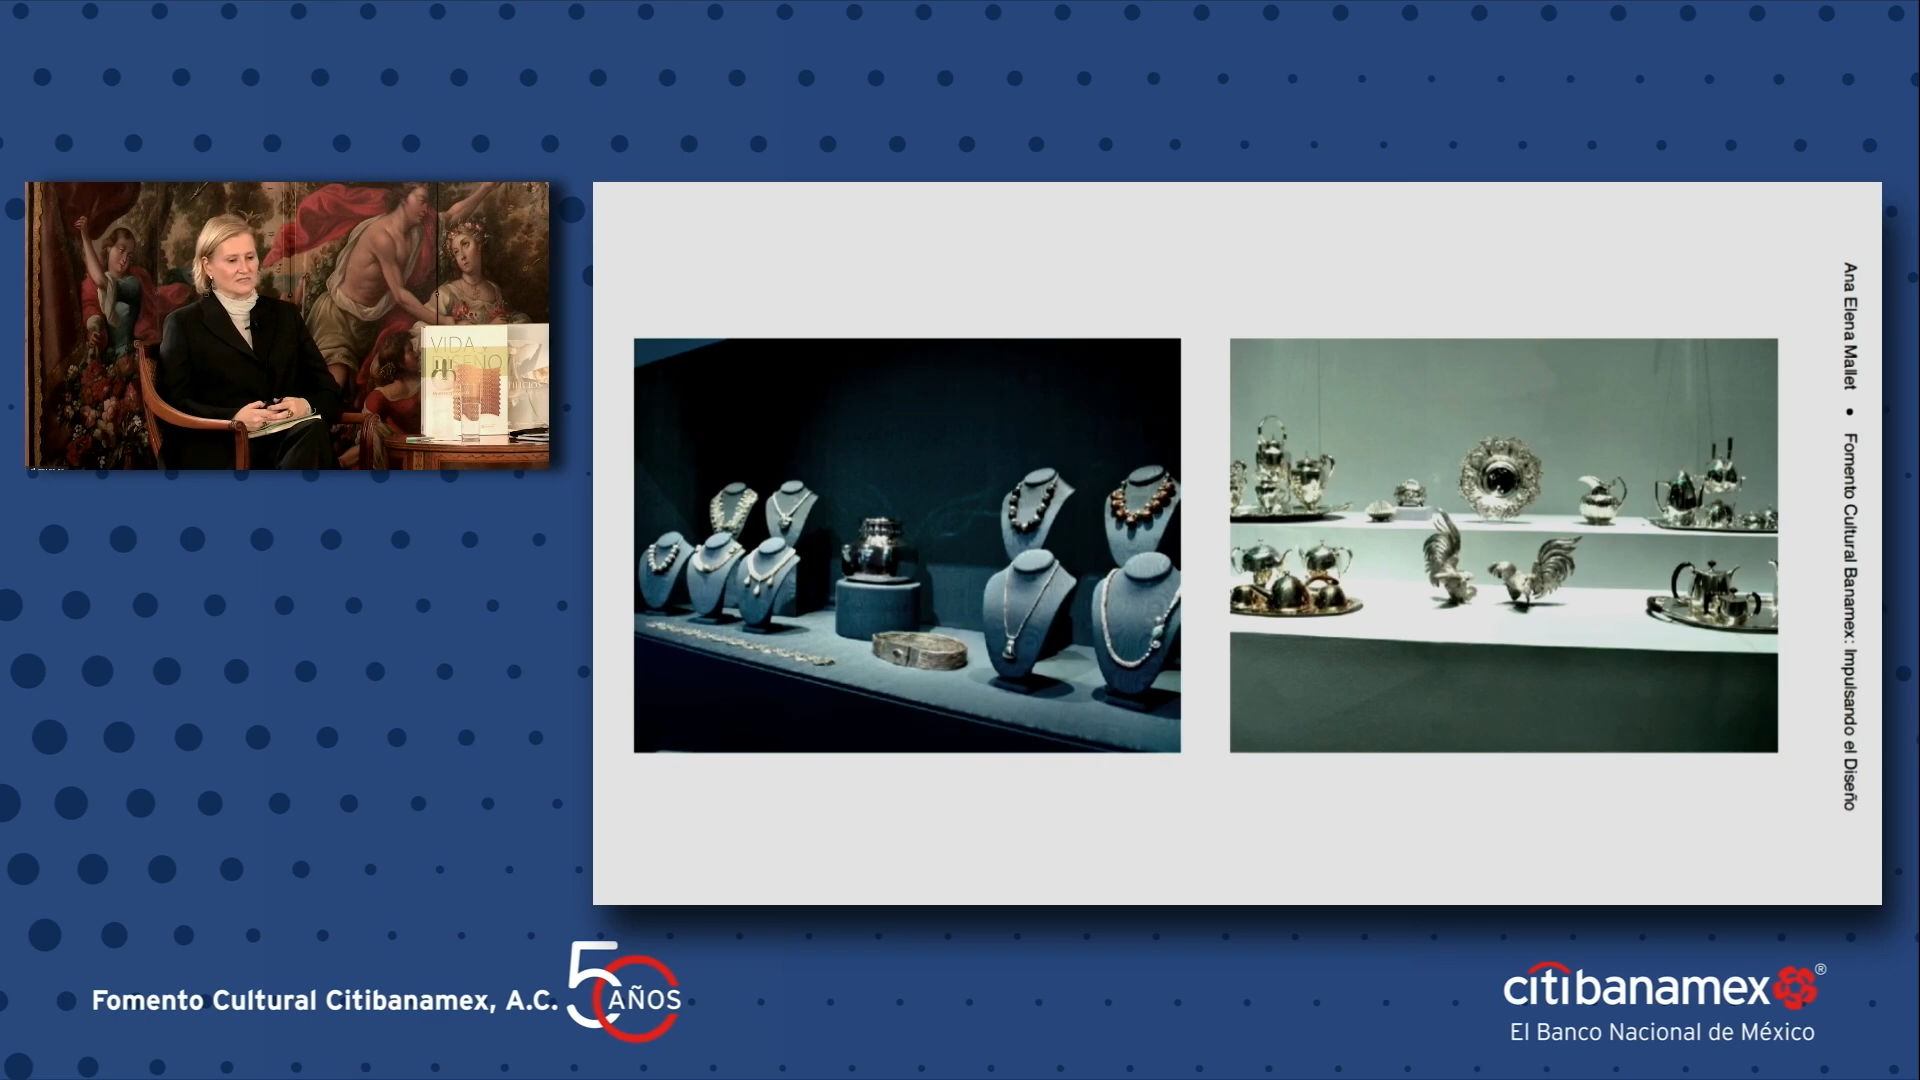 VIDA Y
DISEÑO
Ana Elena Mallet • Fomento Cultural Banamex: Impulsando el Diseño
Fomento Cultural Citibanamex, A.C. 50 AÑOS
citibanamex®
El Banco Nacional de México